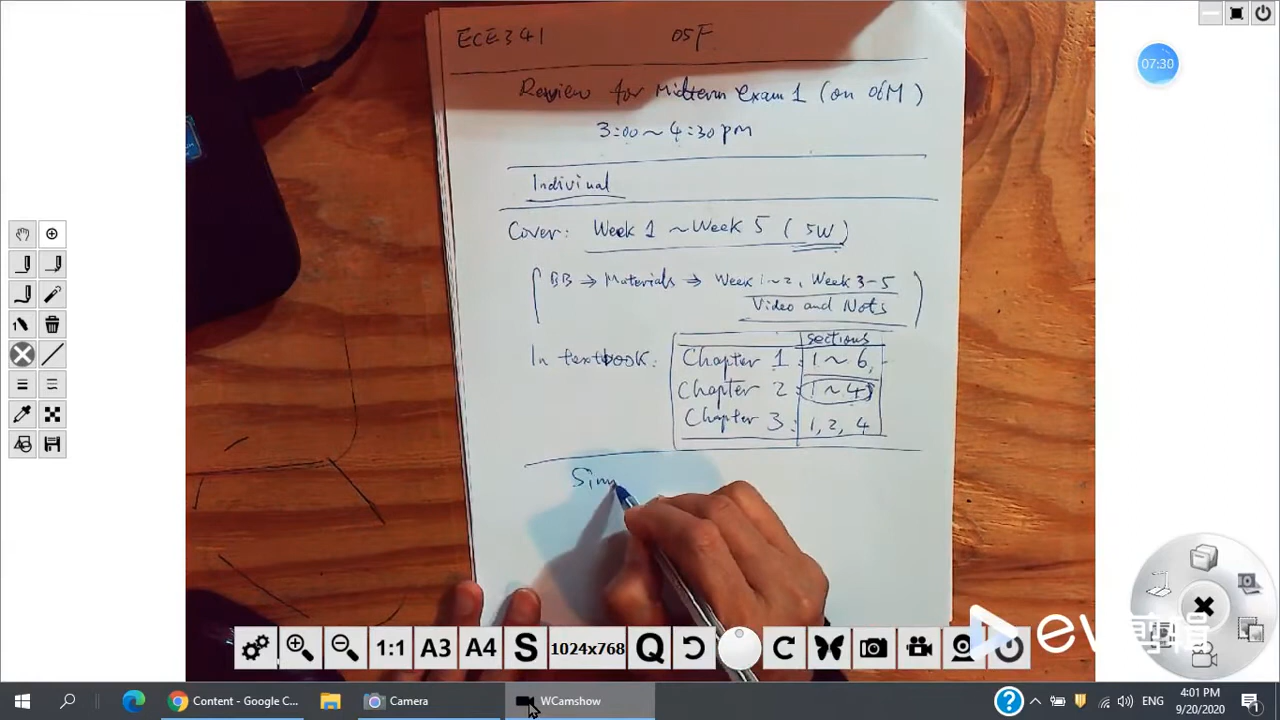 07:30
ECE341 05F
Review for Midterm exam 1 (on 06M)
3:00 ~ 4:30 pm
Indiviual
Cover: Week 1 ~ Week 5 (5W)
BB → Materials → Week 1~2, Week 3-5
Video and Nots
sections
In textbook: Chapter 1: 1 ~ 6,
Chapter 2: 1 ~ 4
Chapter 3: 1, 2, 4
Sim
1:1 A3 A4 S 1024x768 Q
Content - Google C... Camera WCamshow
ENG
4:01 PM
9/20/2020
1